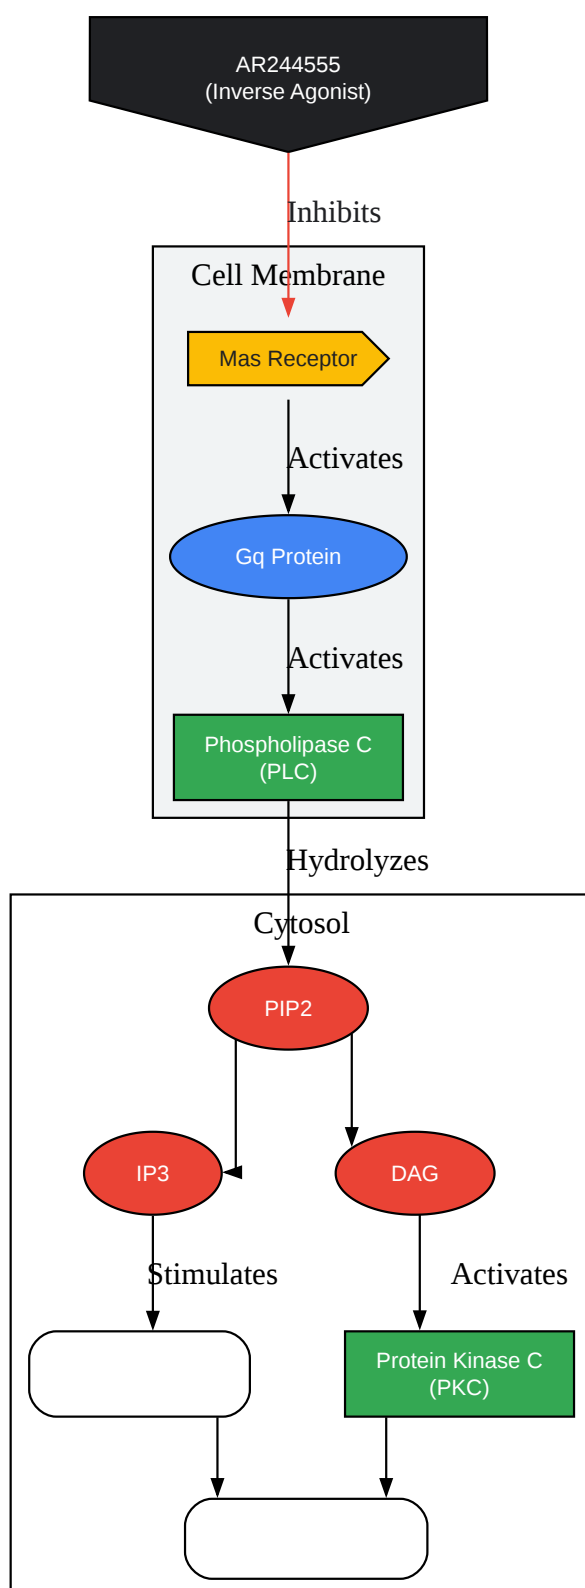 AR244555
(Inverse Agonist)
Inhibits
Cell Membrane
Mas Receptor
Activates
Gq Protein
Activates
Phospholipase C
(PLC)
Hydrolyzes
Cytosol
PIP2
IP3
DAG
Stimulates
Activates
Protein Kinase C
(PKC)